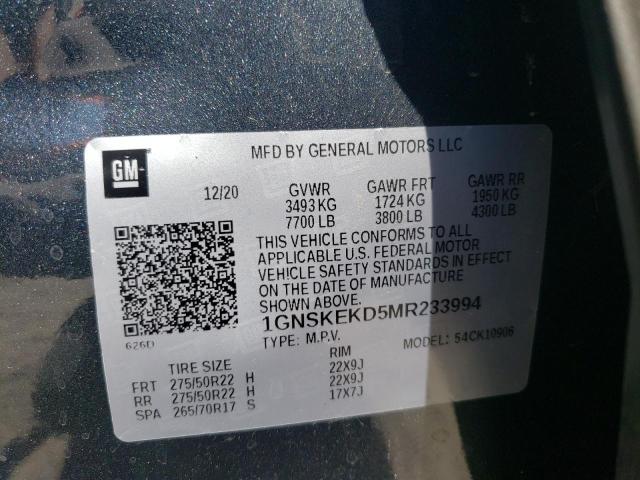 GM
MFD BY GENERAL MOTORS LLC
12/20 GVWR GAWR FRT GAWR RR
3493 KG 1724 KG 1950 KG
7700 LB 3800 LB 4300 LB
THIS VEHICLE CONFORMS TO ALL
APPLICABLE U.S. FEDERAL MOTOR
VEHICLE SAFETY STANDARDS IN EFFECT
ON THE DATE OF MANUFACTURE
SHOWN ABOVE.
1GNSKEKD5MR233994
626D
TYPE: M.P.V. MODEL: 54CK10906
TIRE SIZE RIM
FRT 275/50R22 H 22X9J
RR 275/50R22 H 22X9J
SPA 265/70R17 S 17X7J